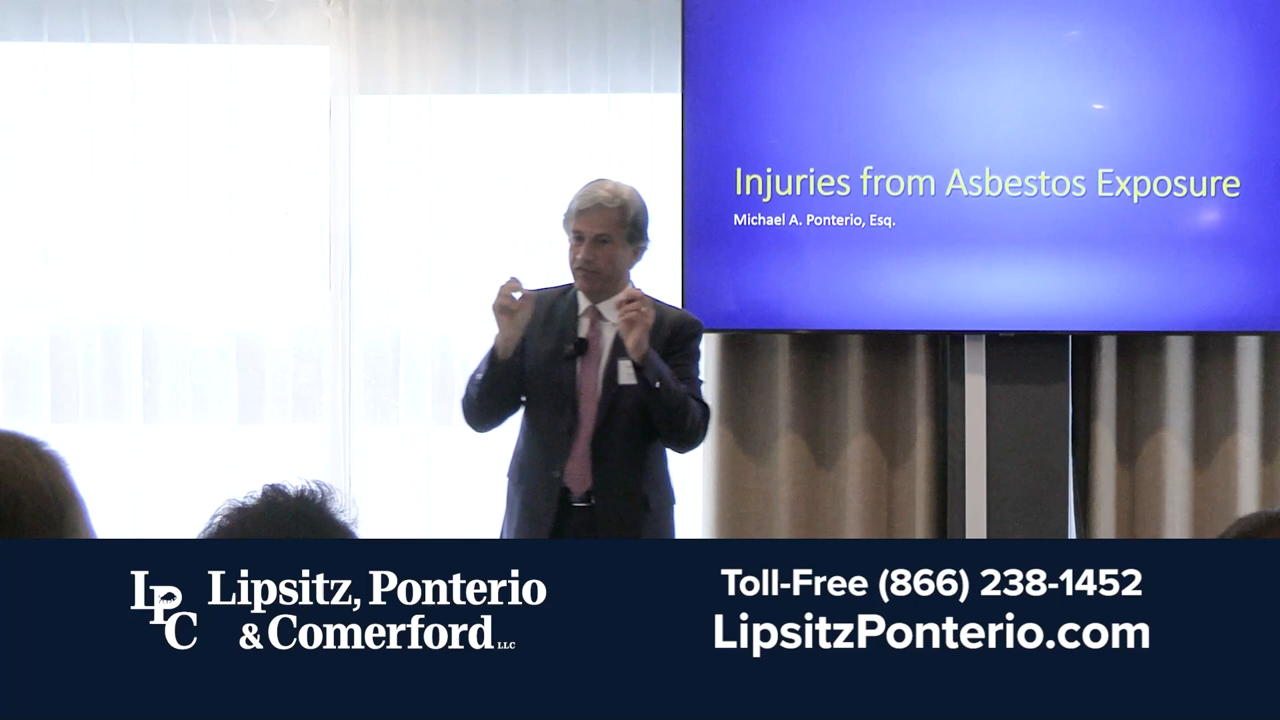 Injuries from Asbestos Exposure
Michael A. Ponterio, Esq.
LPC
Lipsitz, Ponterio
& Comerford LLC
Toll-Free (866) 238-1452
LipsitzPonterio.com